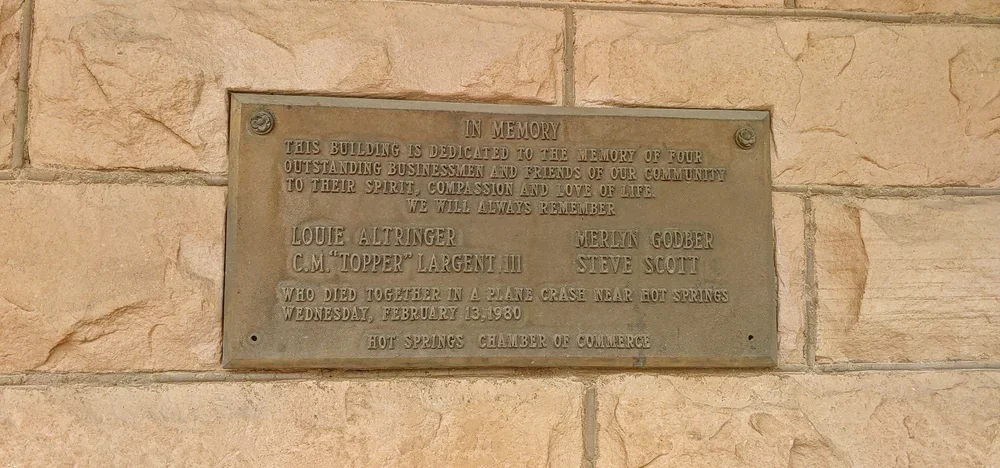 IN MEMORY
THIS BUILDING IS DEDICATED TO THE MEMORY OF FOUR
OUTSTANDING BUSINESSMEN AND FRIENDS OF OUR COMMUNITY
TO THEIR SPIRIT, COMPASSION AND LOVE OF LIFE.
WE WILL ALWAYS REMEMBER
LOUIE ALTRINGER MERLYN GODBER
C.M. "TOPPER" LARGENT III STEVE SCOTT
WHO DIED TOGETHER IN A PLANE CRASH NEAR HOT SPRINGS
WEDNESDAY, FEBRUARY 13, 1980
HOT SPRINGS CHAMBER OF COMMERCE